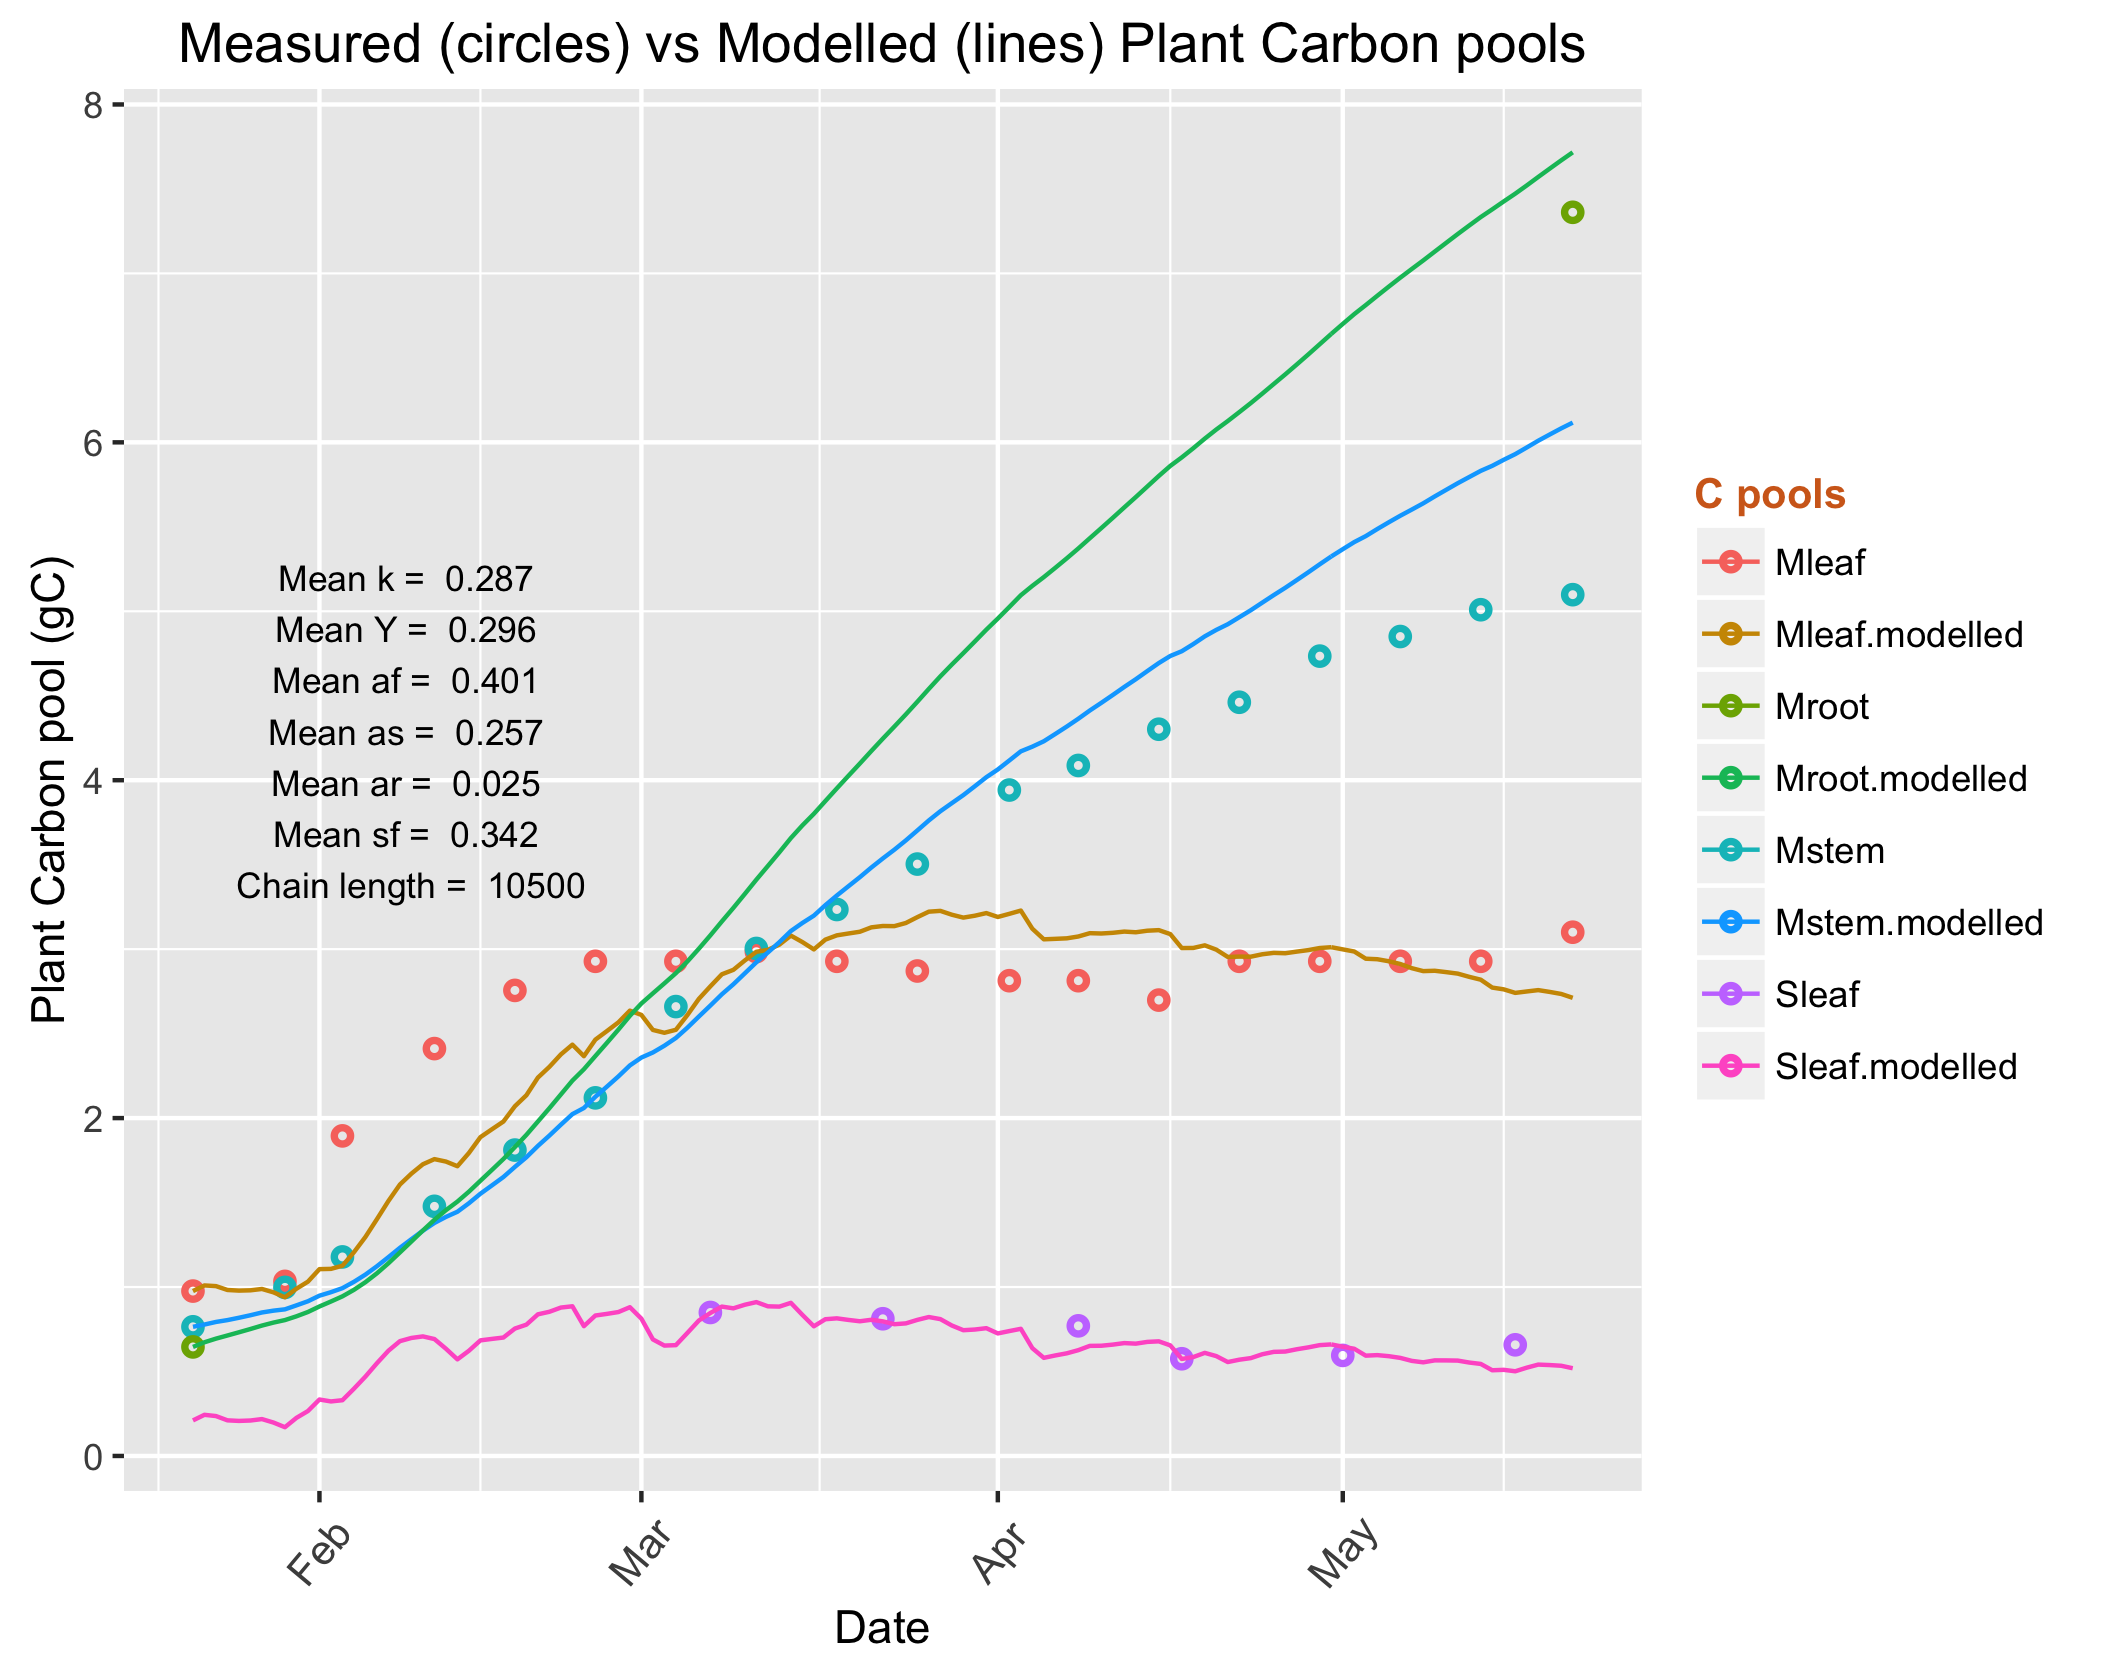 Measured (circles) vs Modelled (lines) Plant Carbon pools
Plant Carbon pool (gC)
8
6
4
2
0
Mean k = 0.287
Mean Y = 0.296
Mean af = 0.401
Mean as = 0.257
Mean ar = 0.025
Mean sf = 0.342
Chain length = 10500
Feb
Mar
Apr
May
Date
C pools
Mleaf
Mleaf.modelled
Mroot
Mroot.modelled
Mstem
Mstem.modelled
Sleaf
Sleaf.modelled